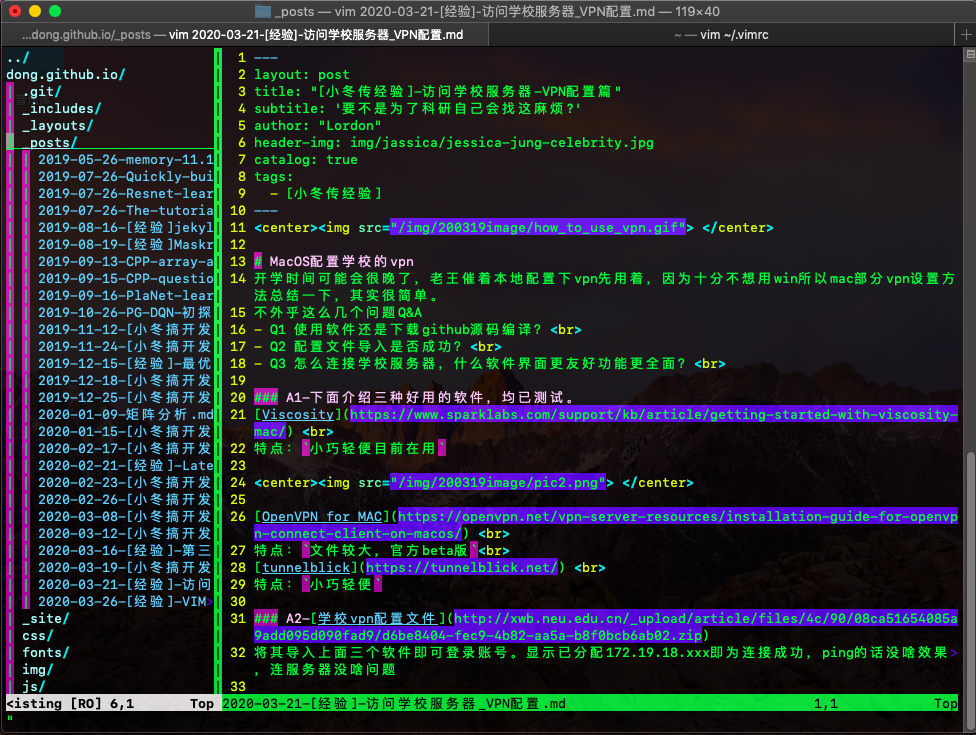 _posts — vim 2020-03-21-[经验]-访问学校服务器_VPN配置.md — 119×40
...dong.github.io/_posts — vim 2020-03-21-[经验]-访问学校服务器_VPN配置.md
~ — vim ~/.vimrc
../
dong.github.io/
.git/
_includes/
_layouts/
_posts/
2019-05-26-memory-11.1
2019-07-26-Quickly-bui
2019-07-26-Resnet-lear
2019-07-26-The-tutoria
2019-08-16-[经验]jekyl
2019-08-19-[经验]Maskr
2019-09-13-CPP-array-a
2019-09-15-CPP-questio
2019-09-16-PlaNet-lear
2019-10-26-PG-DQN-初探
2019-11-12-[小冬搞开发
2019-11-24-[小冬搞开发
2019-12-15-[经验]-最优
2019-12-18-[小冬搞开发
2019-12-25-[小冬搞开发
2020-01-09-矩阵分析.md
2020-01-15-[小冬搞开发
2020-02-17-[小冬搞开发
2020-02-21-[经验]-Late
2020-02-23-[小冬搞开发
2020-02-26-[小冬搞开发
2020-03-08-[小冬搞开发
2020-03-12-[小冬搞开发
2020-03-16-[经验]-第三
2020-03-19-[小冬搞开发
2020-03-21-[经验]-访问
2020-03-26-[经验]-VIM>
_site/
css/
fonts/
img/
js/
<isting [RO] 6,1 Top
1 ---
2 layout: post
3 title: "[小冬传经验]-访问学校服务器-VPN配置篇"
4 subtitle: '要不是为了科研自己会找这麻烦?'
5 author: "Lordon"
6 header-img: img/jassica/jessica-jung-celebrity.jpg
7 catalog: true
8 tags:
9 - [小冬传经验]
10 ---
11 <center><img src="/img/200319image/how_to_use_vpn.gif"> </center>
12
13 # MacOS配置学校的vpn
14 开学时间可能会很晚了，老王催着本地配置下vpn先用着，因为十分不想用win所以mac部分vpn设置方
法总结一下，其实很简单。
15 不外乎这么几个问题Q&A
16 - Q1 使用软件还是下载github源码编译? <br>
17 - Q2 配置文件导入是否成功? <br>
18 - Q3 怎么连接学校服务器，什么软件界面更友好功能更全面? <br>
19
20 ### A1-下面介绍三种好用的软件，均已测试。
21 [Viscosity](https://www.sparklabs.com/support/kb/article/getting-started-with-viscosity-
mac/) <br>
22 特点：`小巧轻便目前在用`
23
24 <center><img src="/img/200319image/pic2.png"> </center>
25
26 [OpenVPN for MAC](https://openvpn.net/vpn-server-resources/installation-guide-for-openvp
n-connect-client-on-macos/) <br>
27 特点：`文件较大，官方beta版`<br>
28 [tunnelblick](https://tunnelblick.net/) <br>
29 特点：`小巧轻便`
30
31 ### A2-[学校vpn配置文件](http://xwb.neu.edu.cn/_upload/article/files/4c/90/08ca51654085a
9add095d090fad9/d6be8404-fec9-4b82-aa5a-b8f0bcb6ab02.zip)
32 将其导入上面三个软件即可登录账号。显示已分配172.19.18.xxx即为连接成功，ping的话没啥效果>
，连服务器没啥问题
33
2020-03-21-[经验]-访问学校服务器_VPN配置.md 1,1 Top
"